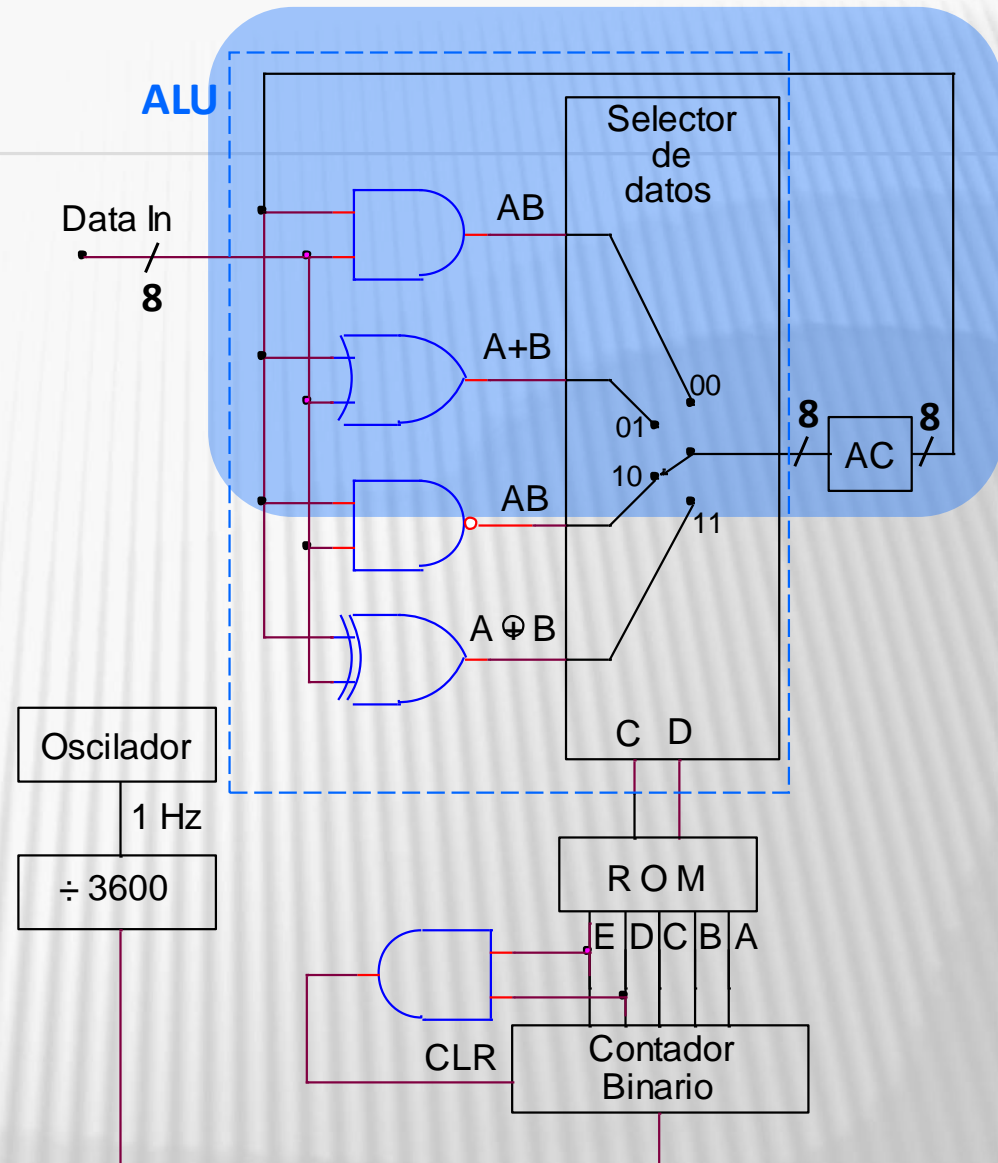 ALU
Selector
de
datos
Data In
8
AB
A+B
00
01
10
11
8
8
AC
AB
A ⊕ B
C D
Oscilador
1 Hz
÷ 3600
R O M
E D C B A
CLR
Contador
Binario